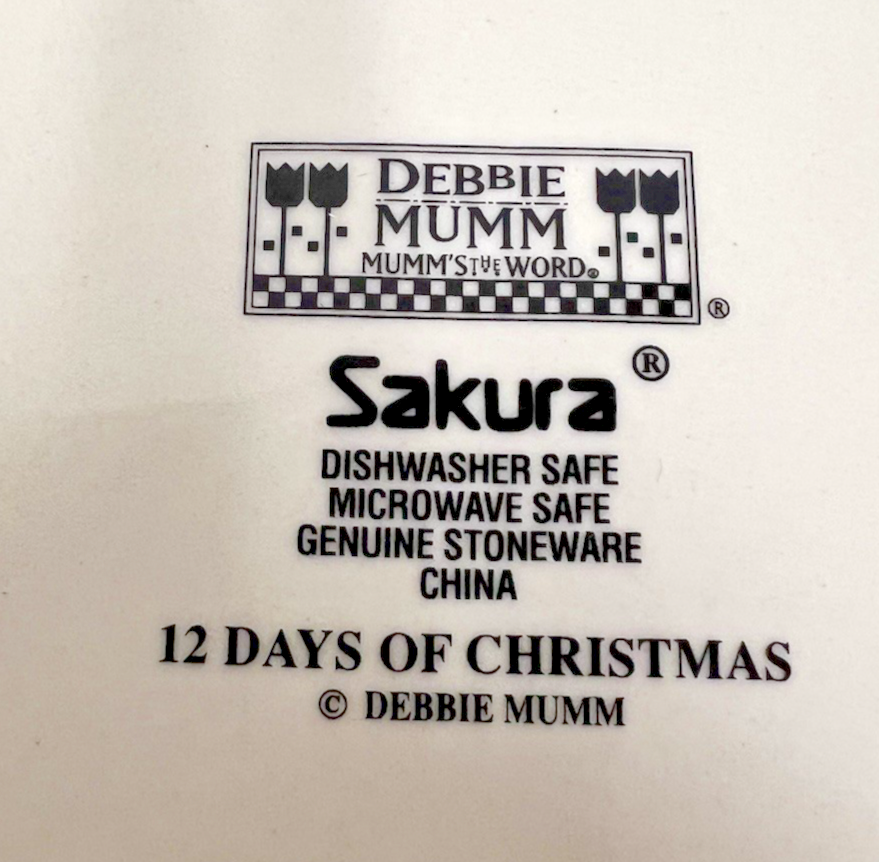 DEBBIE
MUMM
MUMM'S THE WORD®
®
Sakura®
DISHWASHER SAFE
MICROWAVE SAFE
GENUINE STONEWARE
CHINA
12 DAYS OF CHRISTMAS
© DEBBIE MUMM